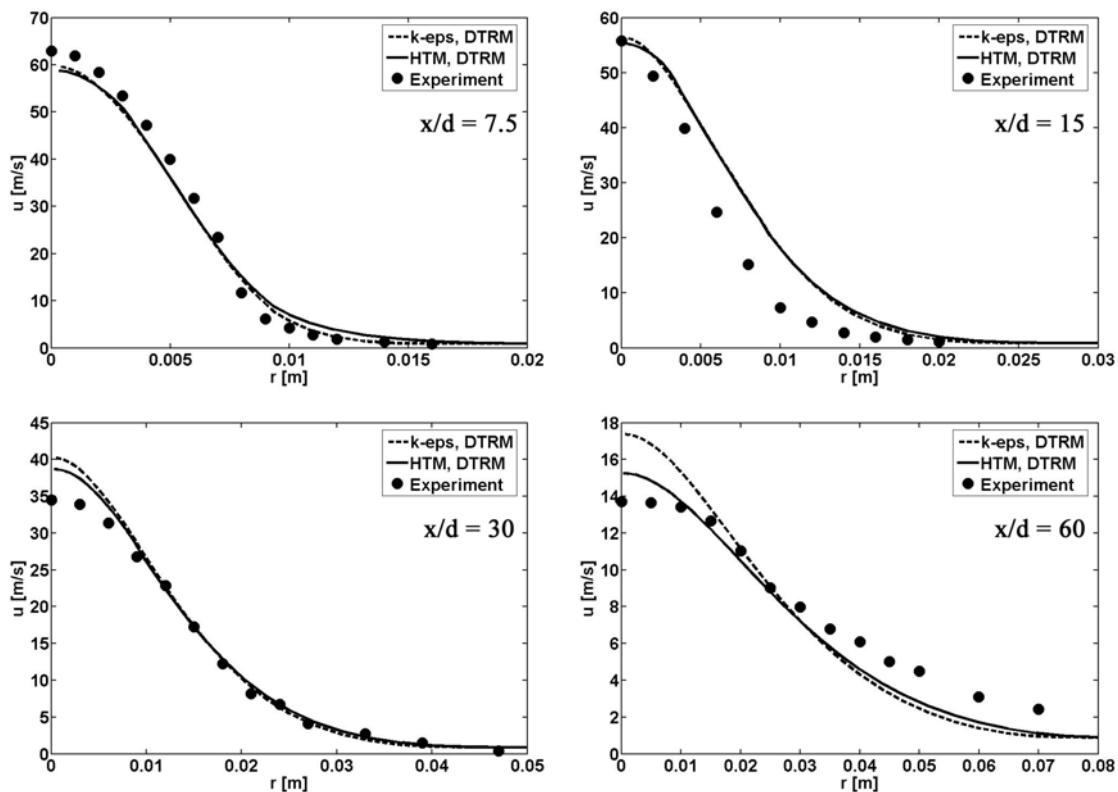 70
60
50
40
30
20
10
0
u [m/s]
k-eps, DTRM
HTM, DTRM
Experiment
x/d = 7.5
0 0.005 0.01 0.015 0.02
r [m]
60
50
40
30
20
10
0
u [m/s]
k-eps, DTRM
HTM, DTRM
Experiment
x/d = 15
0 0.005 0.01 0.015 0.02 0.025 0.03
r [m]
45
40
35
30
25
20
15
10
5
0
u [m/s]
k-eps, DTRM
HTM, DTRM
Experiment
x/d = 30
0 0.01 0.02 0.03 0.04 0.05
r [m]
18
16
14
12
10
8
6
4
2
0
u [m/s]
k-eps, DTRM
HTM, DTRM
Experiment
x/d = 60
0 0.01 0.02 0.03 0.04 0.05 0.06 0.07 0.08
r [m]